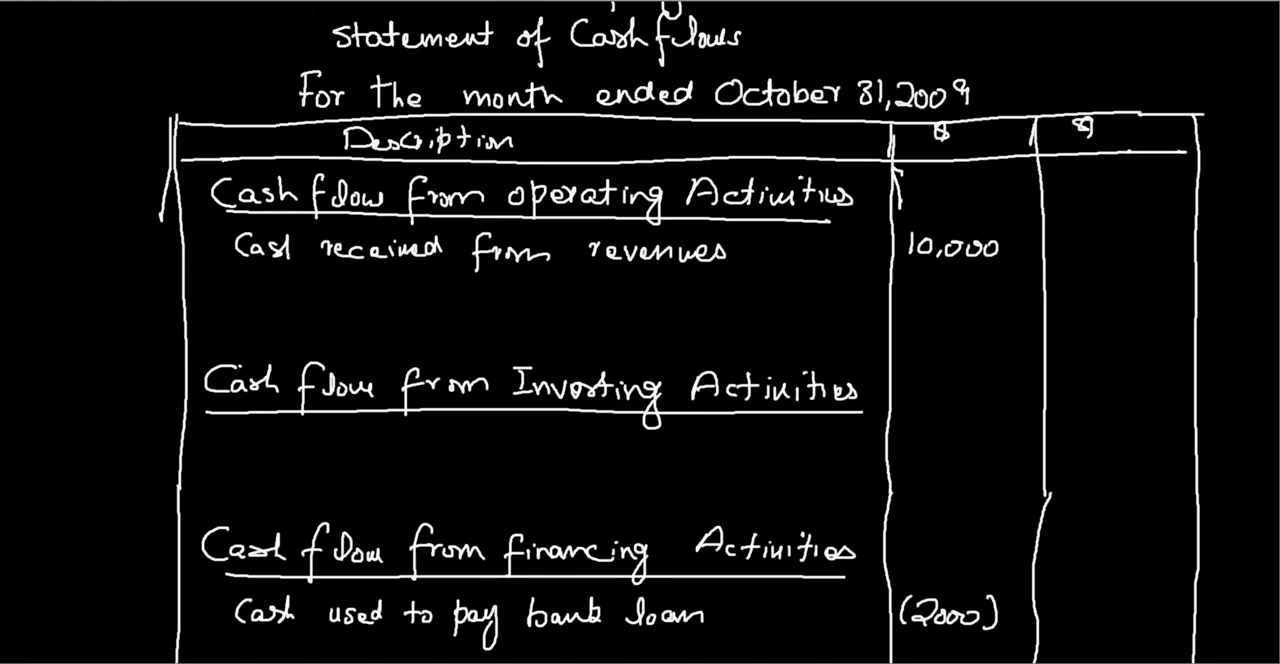 Statement of Cash flows
For the month ended October 31, 2009
Description $ $
Cash flow from operating Activities
Cash received from revenues 10,000
Cash flow from Investing Activities
Cash flow from financing Activities
Cash used to pay bank loan (2000)